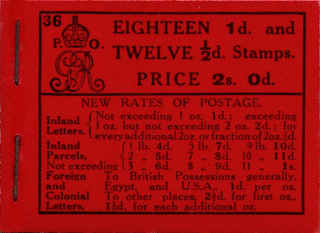 36
EIGHTEEN 1d. and
P. O.
TWELVE ½d. Stamps.
PRICE 2s. 0d.
NEW RATES OF POSTAGE.
Inland Letters. { Not exceeding 1 oz. 1d.; exceeding
1 oz. but not exceeding 2 oz. 2d.; for
every additional 2 oz. or fraction of 2 oz. ½d.
Inland { 1 lb. 4d. 5 lb. 7d. 9 lb. 10d.
Parcels, 2 „ 5d. 7 „ 8d. 10 „ 11d.
Not exceeding 3 „ 6d. 8 „ 9d. 11 „ 1s.
Foreign To British Possessions generally,
and Egypt, and U.S.A., 1d. per oz.
Colonial To other places, 2½d. for first oz.,
Letters. 1½d. for each additional oz.